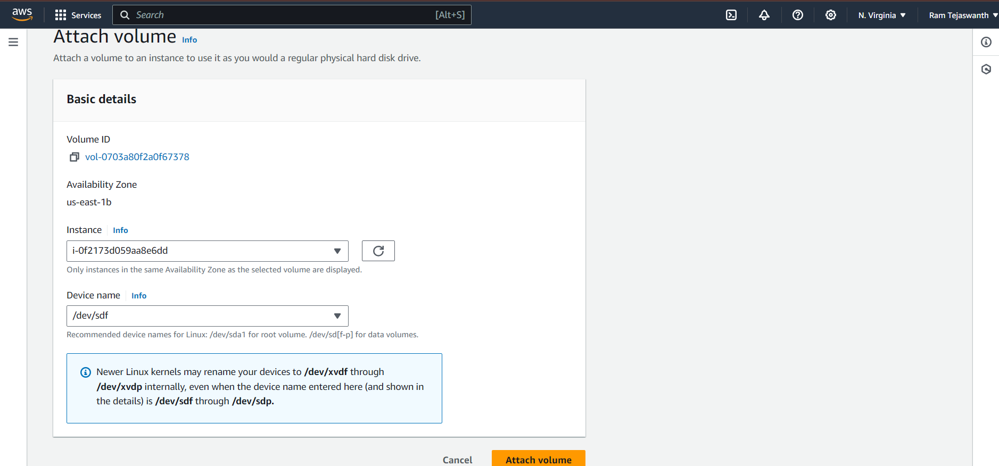 aws
Services
Search
[Alt+S]
N. Virginia
Ram Tejaswanth
Attach volume Info
Attach a volume to an instance to use it as you would a regular physical hard disk drive.
Basic details
Volume ID
vol-0703a80f2a0f67378
Availability Zone
us-east-1b
Instance Info
i-0f2173d059aa8e6dd
Only instances in the same Availability Zone as the selected volume are displayed.
Device name Info
/dev/sdf
Recommended device names for Linux: /dev/sda1 for root volume. /dev/sd[f-p] for data volumes.
Newer Linux kernels may rename your devices to /dev/xvdf through
/dev/xvdp internally, even when the device name entered here (and shown in
the details) is /dev/sdf through /dev/sdp.
Cancel
Attach volume